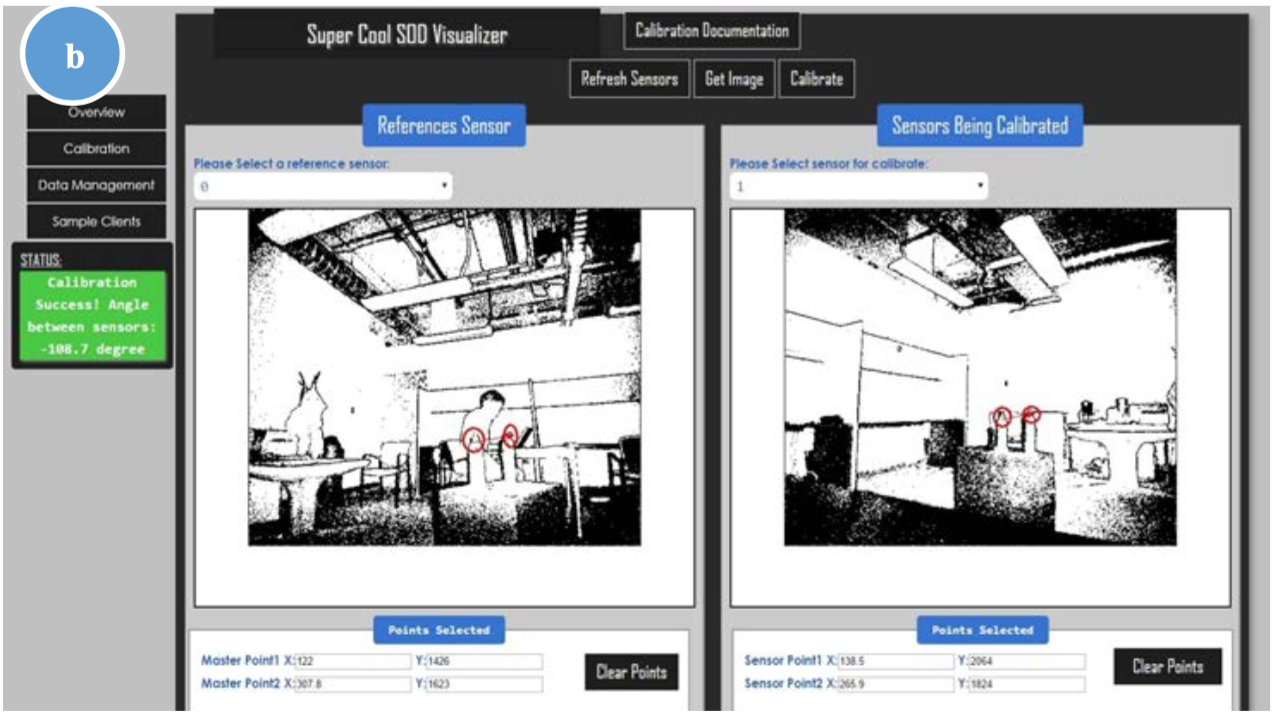 b
Super Cool SOD Visualizer
Calibration Documentation
Refresh Sensors
Get Image
Calibrate
Overview
Calibration
Data Management
Sample Clients
STATUS:
Calibration
Success! Angle
between sensors:
-108.7 degree
References Sensor
Please Select a reference sensor:
0
Points Selected
Master Point1 X: 122 Y: 1426
Master Point2 X: 307.8 Y: 1623
Clear Points
Sensors Being Calibrated
Please Select sensor for calibrate:
1
Points Selected
Sensor Point1 X: 138.5 Y: 2064
Sensor Point2 X: 265.9 Y: 1824
Clear Points